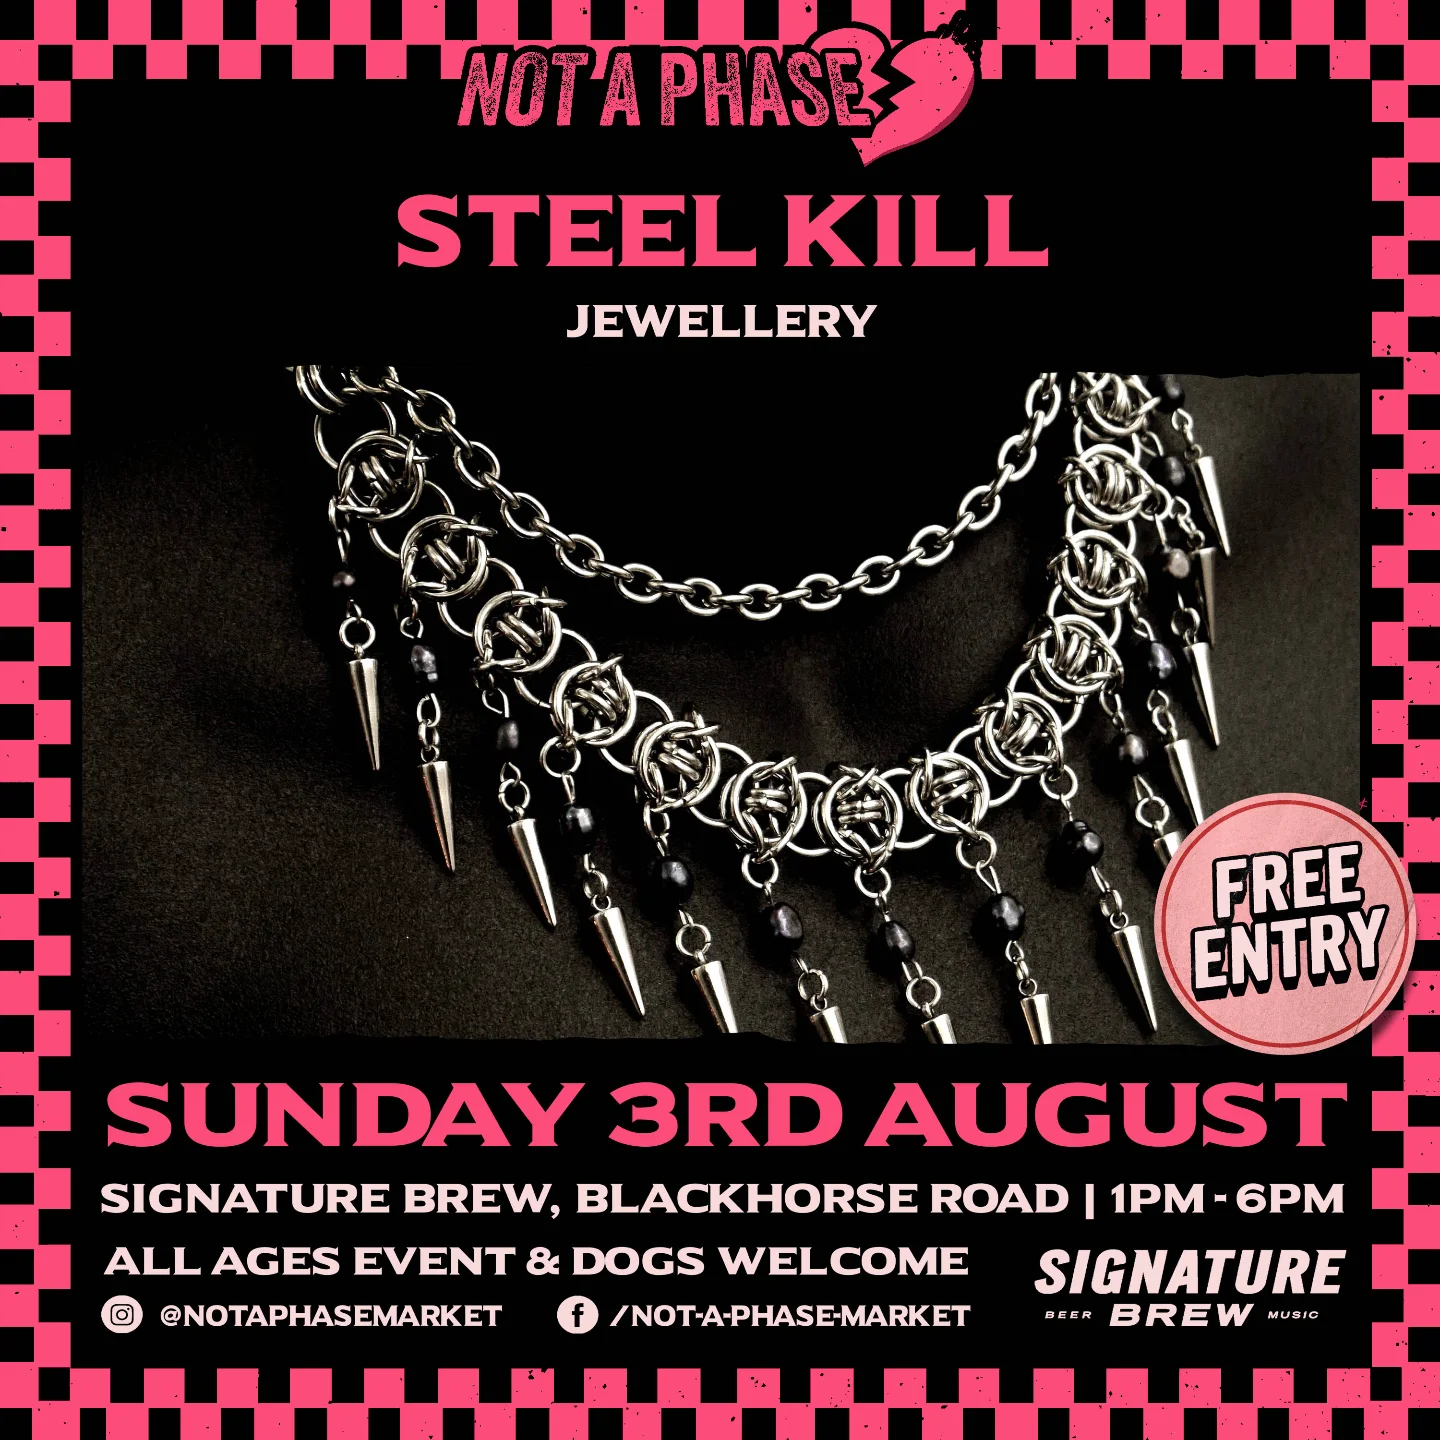 NOT A PHASE
STEEL KILL
JEWELLERY
FREE
ENTRY
SUNDAY 3RD AUGUST
SIGNATURE BREW, BLACKHORSE ROAD | 1PM - 6PM
ALL AGES EVENT & DOGS WELCOME
@NOTAPHASEMARKET
/NOT-A-PHASE-MARKET
SIGNATURE
BEER BREW MUSIC